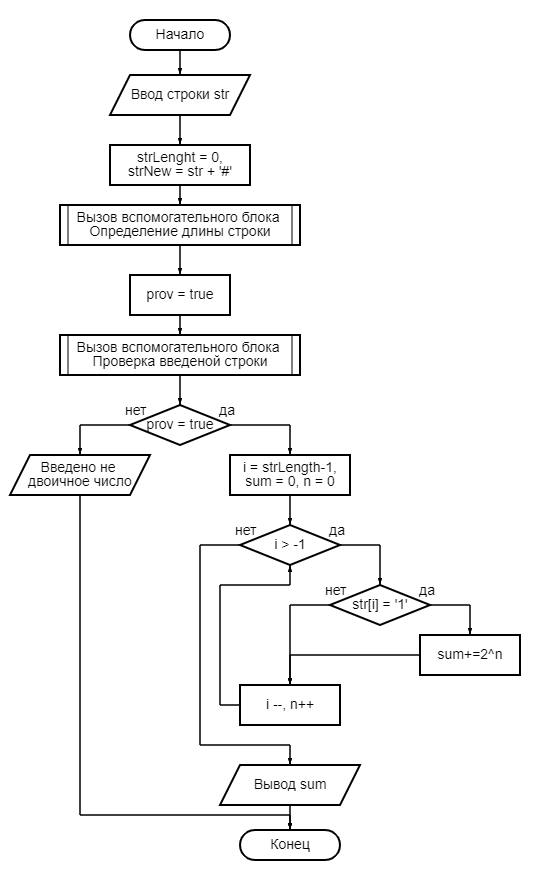 Начало
Ввод строки str
strLenght = 0,
strNew = str + '#'
Вызов вспомогательного блока
Определение длины строки
prov = true
Вызов вспомогательного блока
Проверка введеной строки
нет
да
prov = true
Введено не
двоичное число
i = strLength-1,
sum = 0, n = 0
нет
да
i > -1
нет
да
str[i] = '1'
sum+=2^n
i --, n++
Вывод sum
Конец